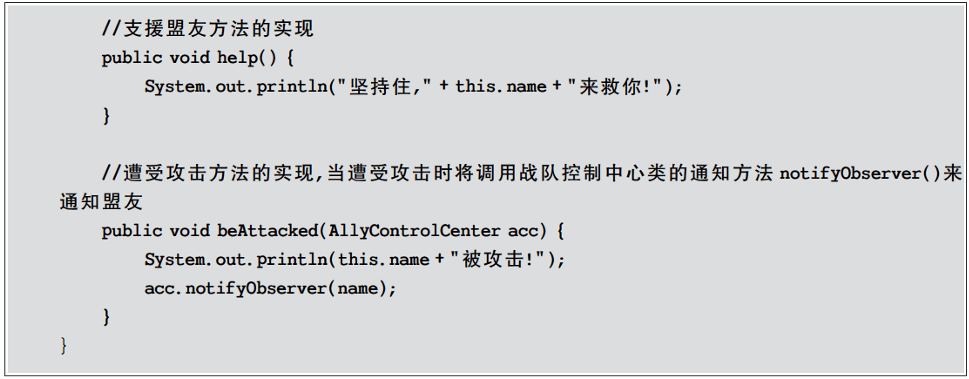 //支援盟友方法的实现
public void help() {
System.out.println("坚持住," + this.name + "来救你!");
}
//遭受攻击方法的实现,当遭受攻击时将调用战队控制中心类的通知方法 notifyObserver()来
通知盟友
public void beAttacked(AllyControlCenter acc) {
System.out.println(this.name + "被攻击!");
acc.notifyObserver(name);
}
}